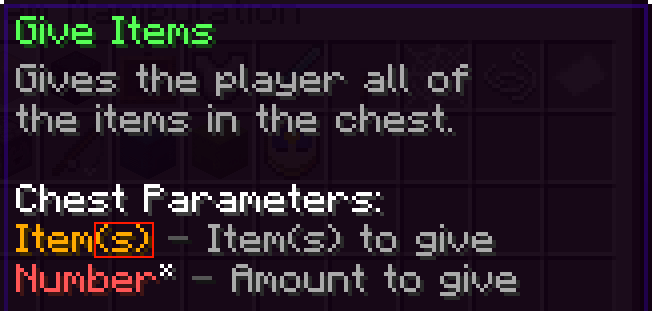 Give Items
Gives the player all of
the items in the chest.
Chest Parameters:
Item(s) - Item(s) to give
Number* - Amount to give